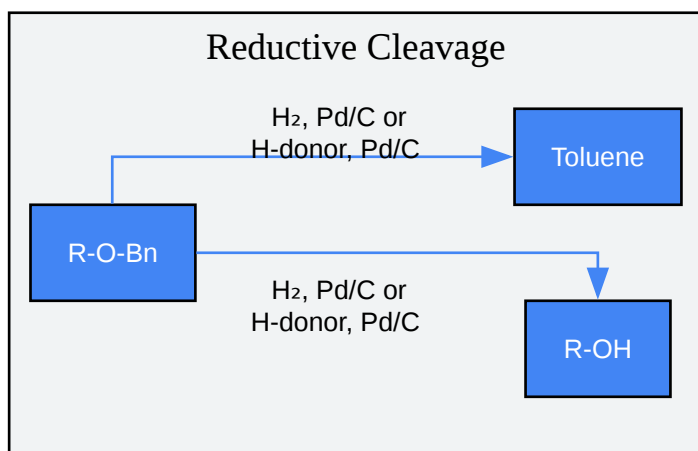 Reductive Cleavage
H₂, Pd/C or
H-donor, Pd/C
Toluene
R-O-Bn
H₂, Pd/C or
H-donor, Pd/C
R-OH